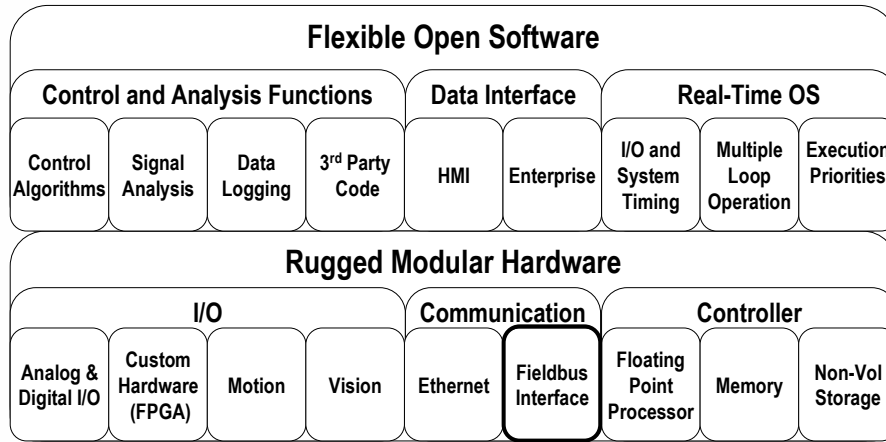 Flexible Open Software
Control and Analysis Functions
Data Interface
Real-Time OS
Control
Algorithms
Signal
Analysis
Data
Logging
3rd Party
Code
HMI
Enterprise
I/O and
System
Timing
Multiple
Loop
Operation
Execution
Priorities
Rugged Modular Hardware
I/O
Communication
Controller
Analog &
Digital I/O
Custom
Hardware
(FPGA)
Motion
Vision
Ethernet
Fieldbus
Interface
Floating
Point
Processor
Memory
Non-Vol
Storage